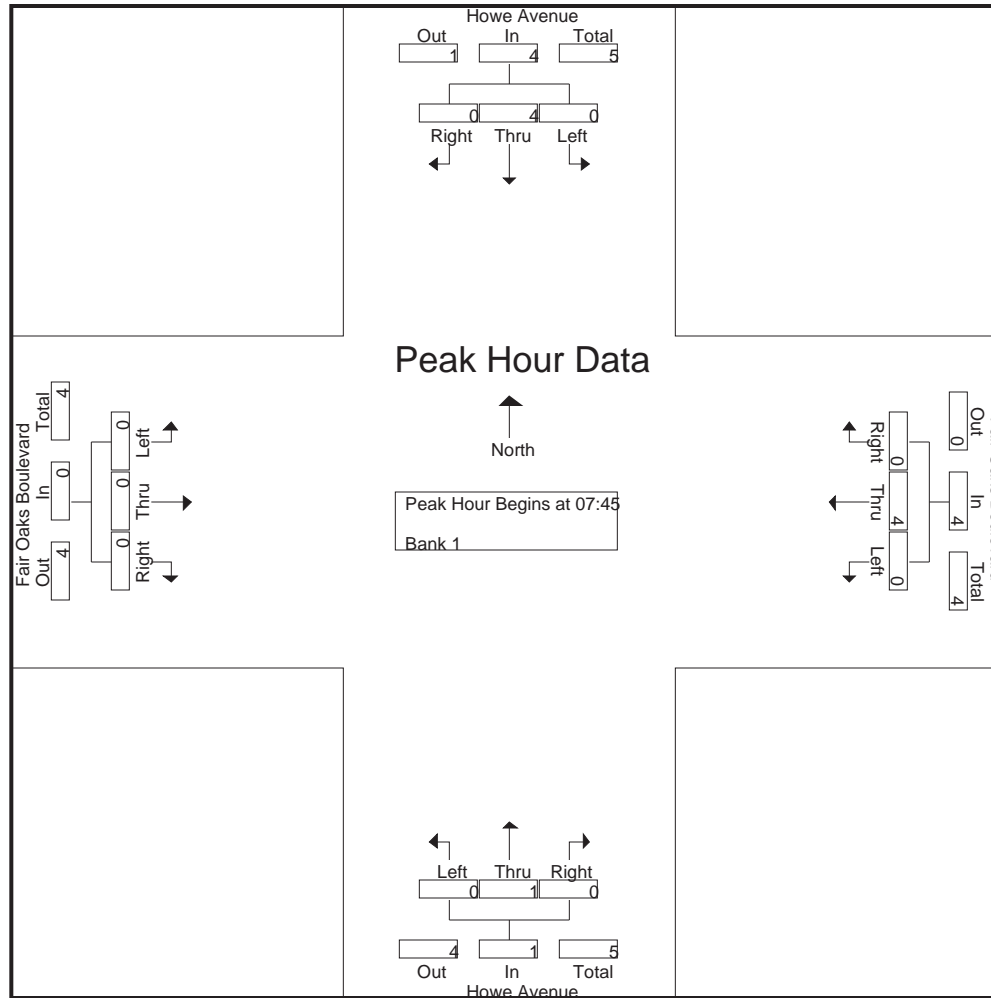 Howe Avenue
Out In Total
1 4 5
0 4 0
Right Thru Left
Peak Hour Data
North
Peak Hour Begins at 07:45
Bank 1
Fair Oaks Boulevard
Out In Total
4 0 4
0 0 0
Right Thru Left
Out In Total
0 4 4
Right Thru Left
0 4 0
Left Thru Right
0 1 0
4 1 5
Out In Total
Howe Avenue